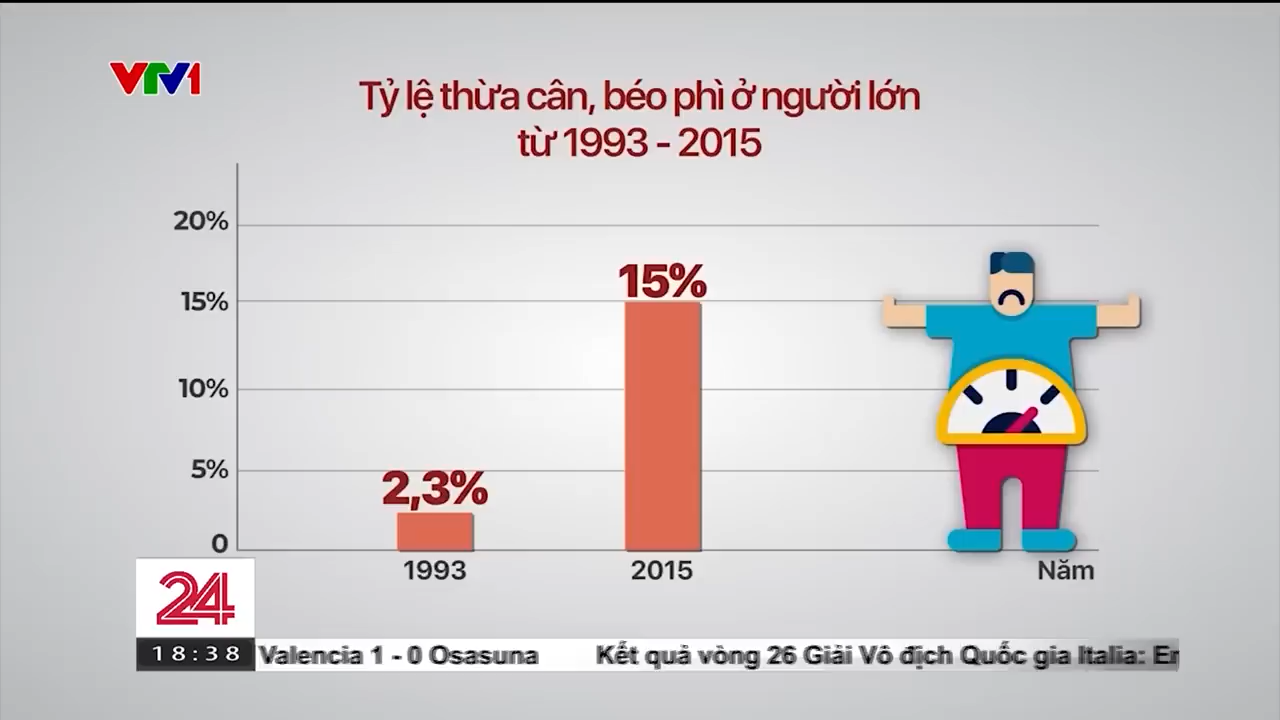 VTV1
Tỷ lệ thừa cân, béo phì ở người lớn
từ 1993 - 2015
20%
15%
15%
10%
5%
2,3%
0
1993
2015
Năm
24
18:38
Valencia 1 - 0 Osasuna Kết quả vòng 26 Giải Vô địch Quốc gia Italia: